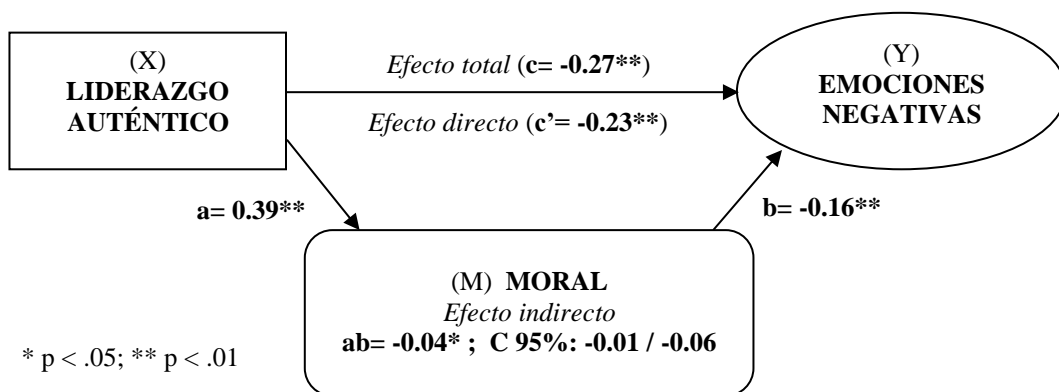 (X)
LIDERAZGO
AUTÉNTICO
Efecto total (c= -0.27**)
Efecto directo (c’= -0.23**)
(Y)
EMOCIONES
NEGATIVAS
a= 0.39**
b= -0.16**
(M) MORAL
Efecto indirecto
ab= -0.04* ; C 95%: -0.01 / -0.06
* p < .05; ** p < .01